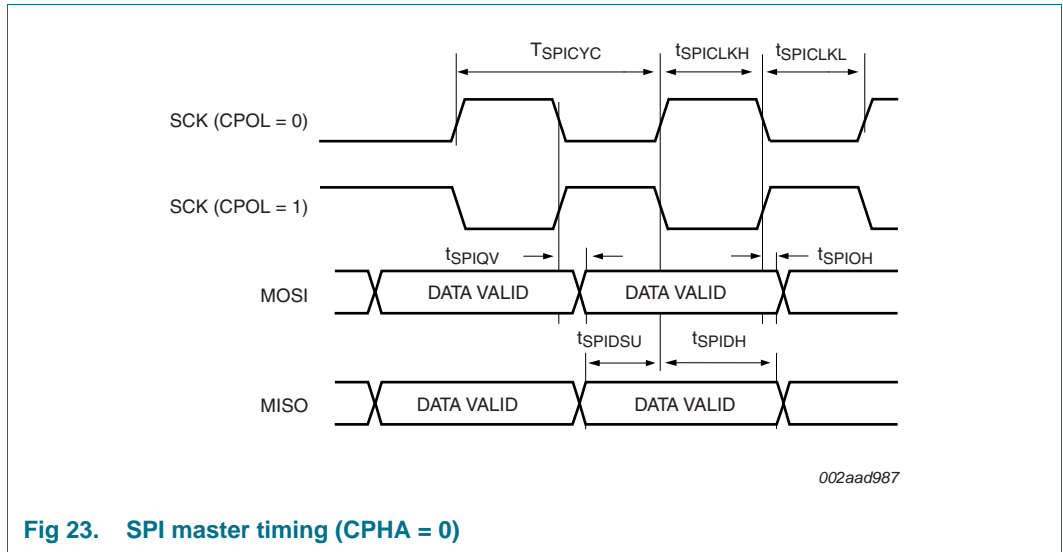 TSPICYC tSPICLKH tSPICLKL
SCK (CPOL = 0)
SCK (CPOL = 1)
tSPIQV tSPIOH
MOSI DATA VALID DATA VALID
tSPIDSU tSPIDH
MISO DATA VALID DATA VALID
002aad987
Fig 23. SPI master timing (CPHA = 0)